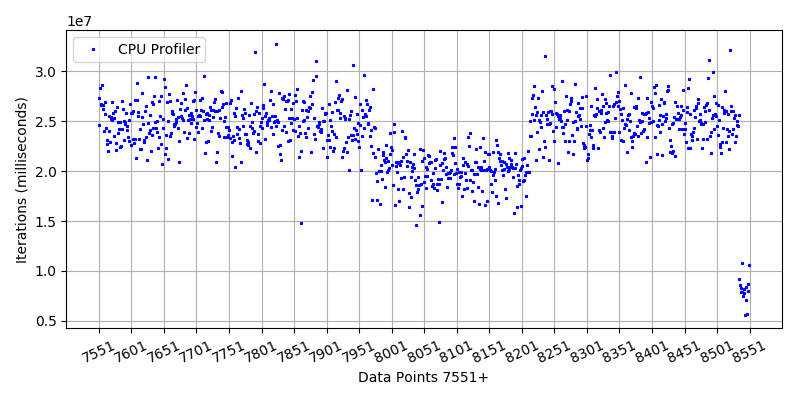 1e7
CPU Profiler
3.0
2.5
2.0
1.5
1.0
0.5
Iterations (milliseconds)
7551 7601 7651 7701 7751 7801 7851 7901 7951 8001 8051 8101 8151 8201 8251 8301 8351 8401 8451 8501 8551
Data Points 7551+